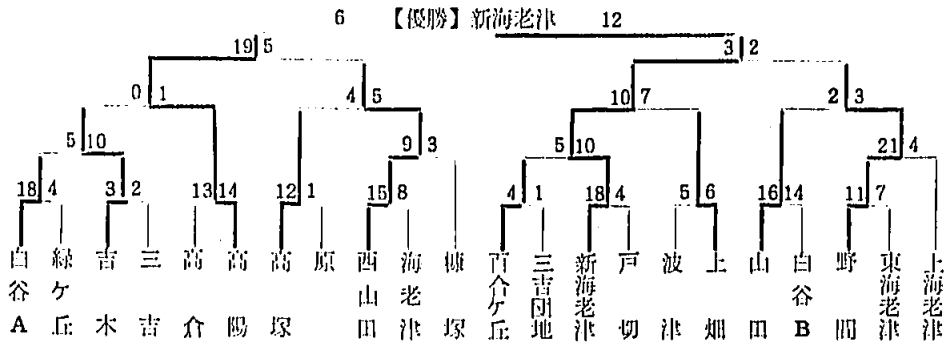 6 【優勝】新海老津 12
19 5 3 2
0 1 4 5 10 7 2 3
5 10 9 3 5 10 21 4
18 4 3 2 13 14 12 1 15 8 4 1 18 4 5 6 16 14 11 7
白谷A
緑ケ丘
吉木
三吉
高倉
高陽
高塚
原
西山田
海老津
糠塚
百合ケ丘
三吉団地
新海老津
戸切
波津
上畑
山田
白谷B
野間
東海老津
上海老津